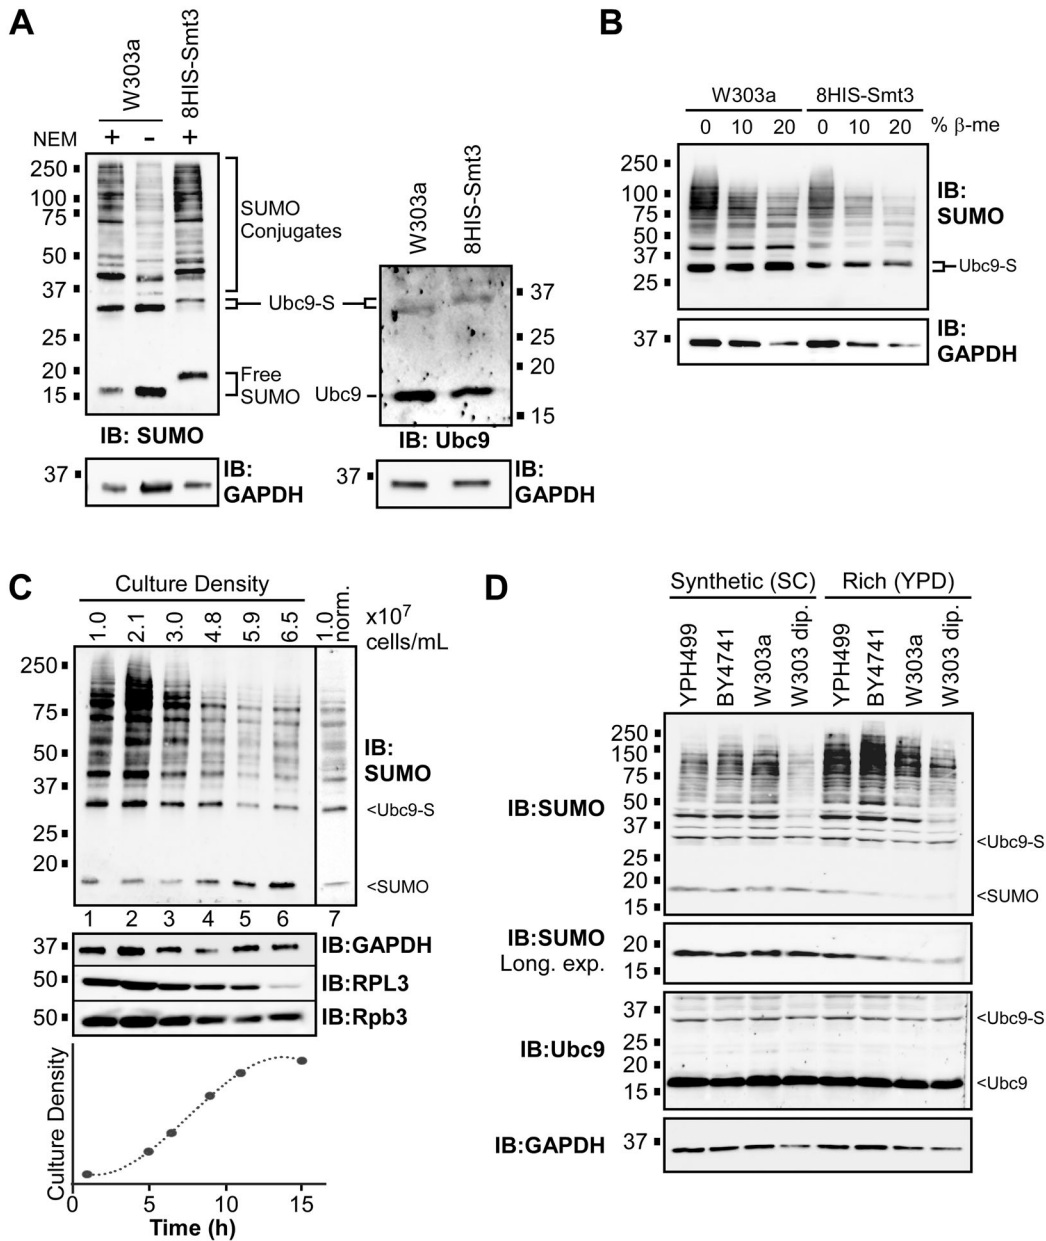 A
W303a
8HIS-Smt3
NEM + - +
250
100
75
50
37
25
20
15
SUMO
Conjugates
Ubc9-S
Free
SUMO
IB: SUMO
37
IB:
GAPDH
W303a
8HIS-Smt3
37
25
20
15
Ubc9
IB: Ubc9
37
IB:
GAPDH
B
W303a 8HIS-Smt3
0 10 20 0 10 20 % β-me
250
100
75
50
37
25
IB:
SUMO
Ubc9-S
37
IB:
GAPDH
C
Culture Density
1.0 2.1 3.0 4.8 5.9 6.5 1.0 norm.
x10⁷
cells/mL
250
75
50
37
25
20
IB:
SUMO
<Ubc9-S
<SUMO
1 2 3 4 5 6 7
37 IB:GAPDH
50 IB:RPL3
50 IB:Rpb3
Culture Density
0 5 10 15
Time (h)
D
Synthetic (SC) Rich (YPD)
YPH499 BY4741 W303a W303 dip. YPH499 BY4741 W303a W303 dip.
250
150
75
50
37
25
20
15
IB:SUMO
<Ubc9-S
<SUMO
IB:SUMO
Long. exp.
20
15
IB:Ubc9
37
25
20
15
<Ubc9-S
<Ubc9
IB:GAPDH 37